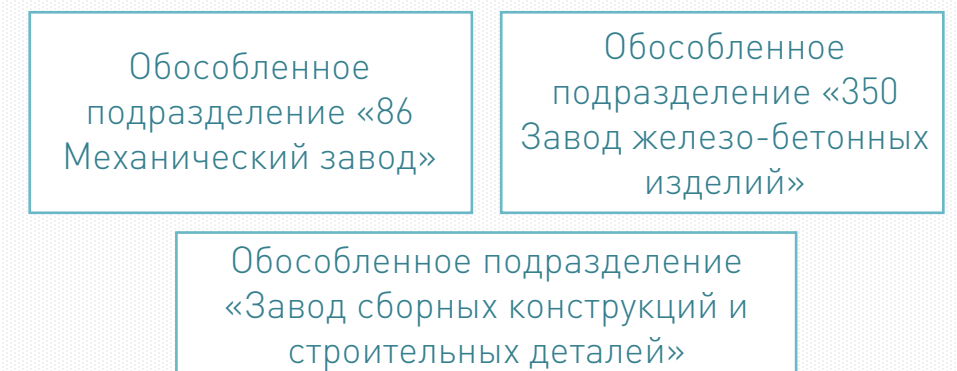 Обособленное
подразделение «86
Механический завод»
Обособленное
подразделение «350
Завод железо-бетонных
изделий»
Обособленное подразделение
«Завод сборных конструкций и
строительных деталей»